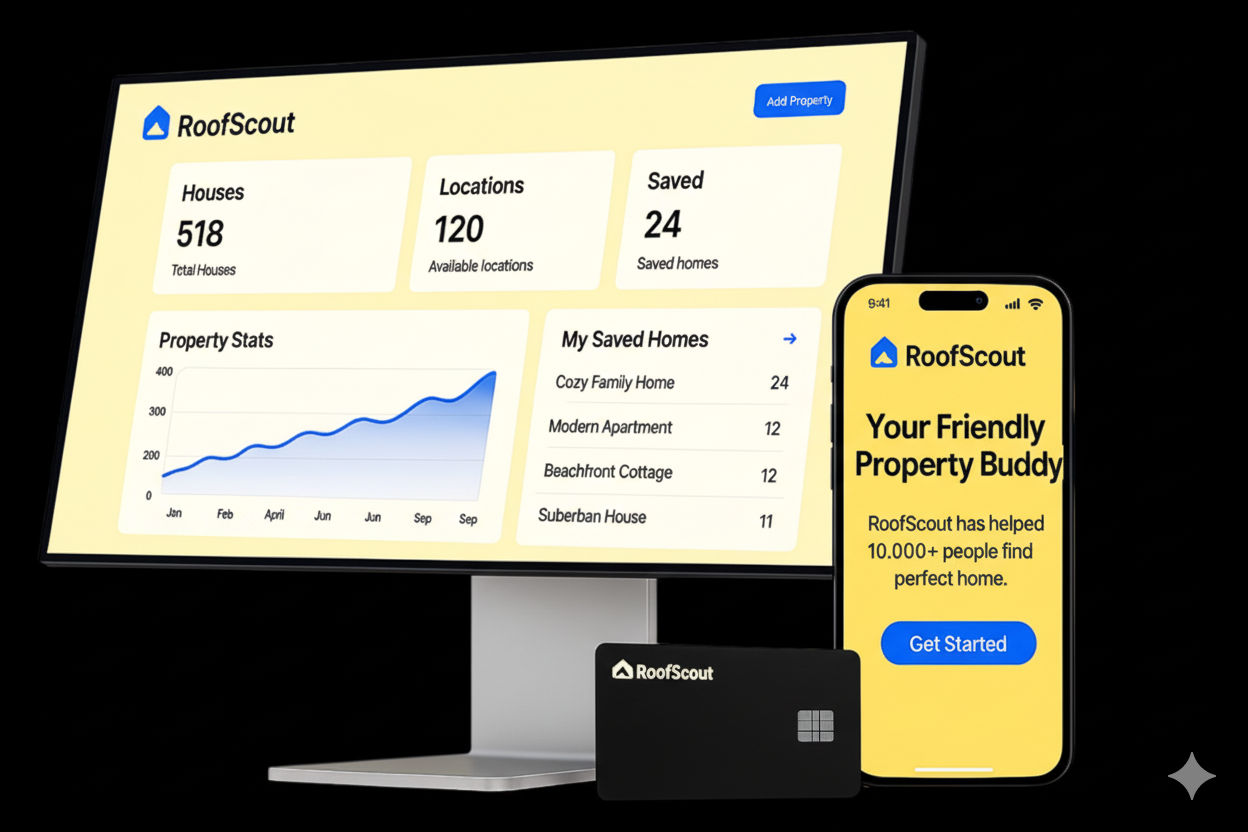 RoofScout
Add Property
Houses
518
Tctal Houses
Locations
120
Available locations
Saved
24
Saved homes
Property Stats
400
300
200
0
Jan
Feb
April
Jun
Jun
Sep
Sep
My Saved Homes
Cozy Family Home 24
Modern Apartment 12
Beachfront Cottage 12
Suberban House 11
9:41
RoofScout
Your Friendly
Property Buddy
RoofScout has helped
10.000+ people find
perfect home.
Get Started
RoofScout